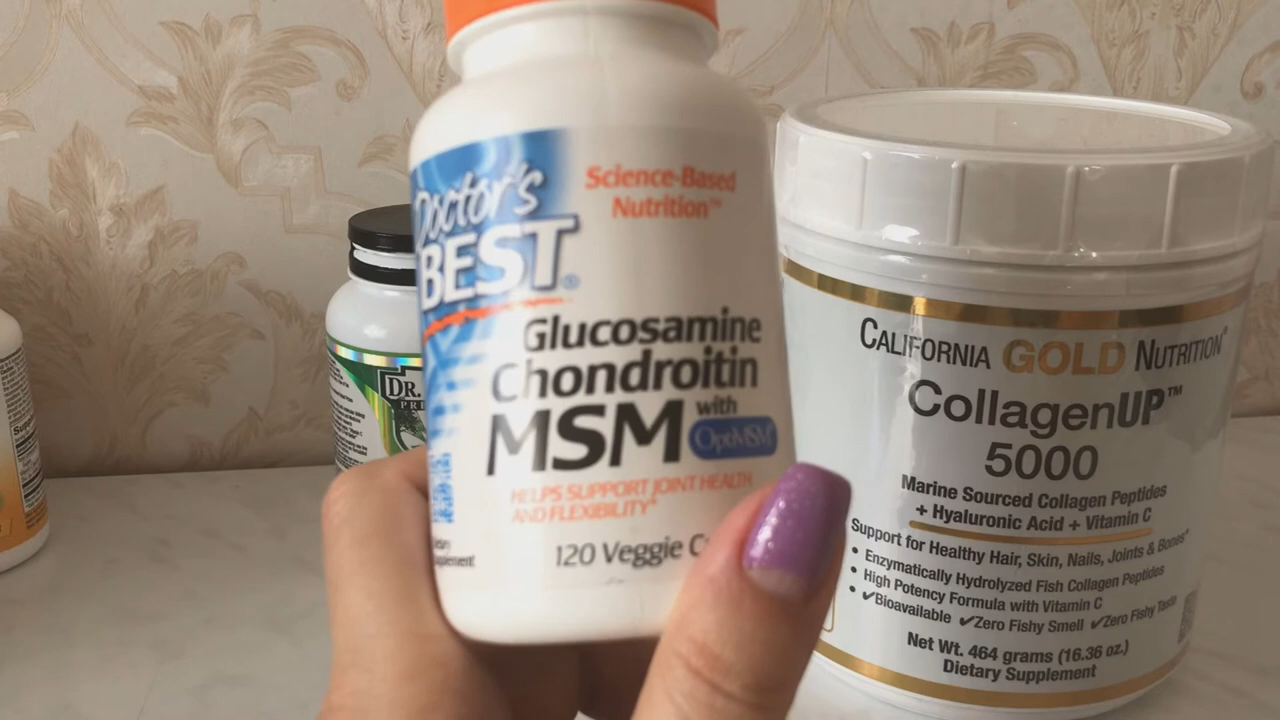 Doctor's
BEST®
Science-Based
Nutrition™
Glucosamine
Chondroitin
MSM with
OptiMSM
HELPS SUPPORT JOINT HEALTH
AND FLEXIBILITY*
120 Veggie
DR.
CALIFORNIA GOLD NUTRITION®
CollagenUP™
5000
Marine Sourced Collagen Peptides
+ Hyaluronic Acid + Vitamin C
Support for Healthy Hair, Skin, Nails, Joints & Bones*
• Enzymatically Hydrolyzed Fish Collagen Peptides
• High Potency Formula with Vitamin C
• ✔Bioavailable ✔Zero Fishy Smell ✔Zero Fishy Taste
Net Wt. 464 grams (16.36 oz.)
Dietary Supplement